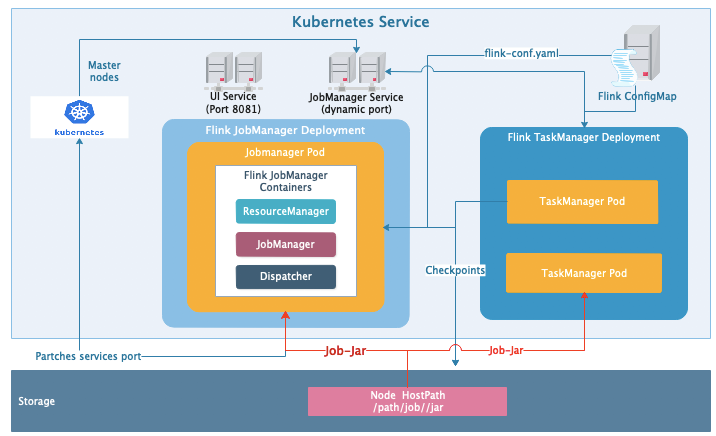 Kubernetes Service
Master
nodes
kubernetes
UI Service
(Port 8081)
JobManager Service
(dynamic port)
flink-conf.yaml
Flink ConfigMap
Flink JobManager Deployment
Jobmanager Pod
Flink JobManager
Containers
ResourceManager
JobManager
Dispatcher
Flink TaskManager Deployment
TaskManager Pod
TaskManager Pod
Checkpoints
Partches services port
Job-Jar
Job-Jar
Storage
Node HostPath
/path/job//jar